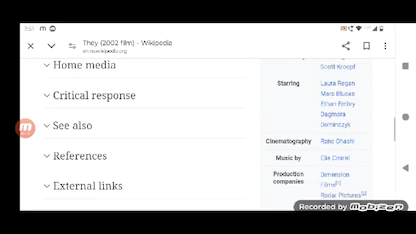 They (2002 film) - Wikipedia
en.m.wikipedia.org
Home media
Critical response
See also
References
External links
Scott Kroopf
Starring
Laura Regan
Marc Blucas
Ethan Embry
Dagmara
Dominczyk
Cinematography
Rene Ohashi
Music by
Elia Cmiral
Production
companies
Dimension
Films
Radar Pictures
Recorded by Mobizen